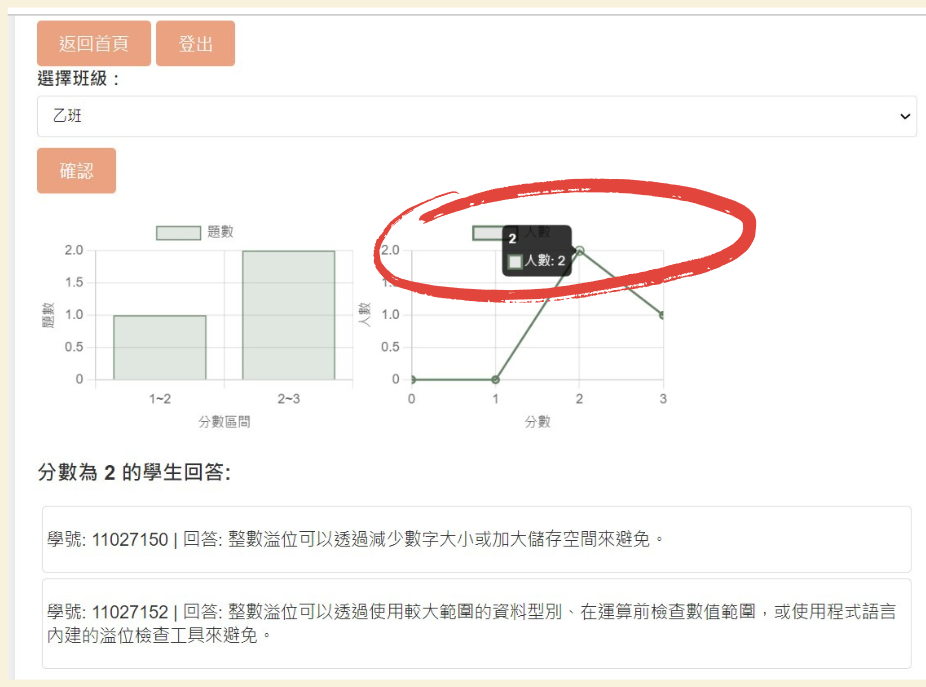 返回首頁
登出
選擇班級：
乙班
確認
題數
2.0
1.5
1.0
0.5
0
題數
1~2
2~3
分數區間
人數
2
人數: 2
2.0
1.0
0.5
0
人數
0
1
2
3
分數
分數為 2 的學生回答:
學號: 11027150 | 回答: 整數溢位可以透過減少數字大小或加大儲存空間來避免。
學號: 11027152 | 回答: 整數溢位可以透過使用較大範圍的資料型別、在運算前檢查數值範圍，或使用程式語言
內建的溢位檢查工具來避免。